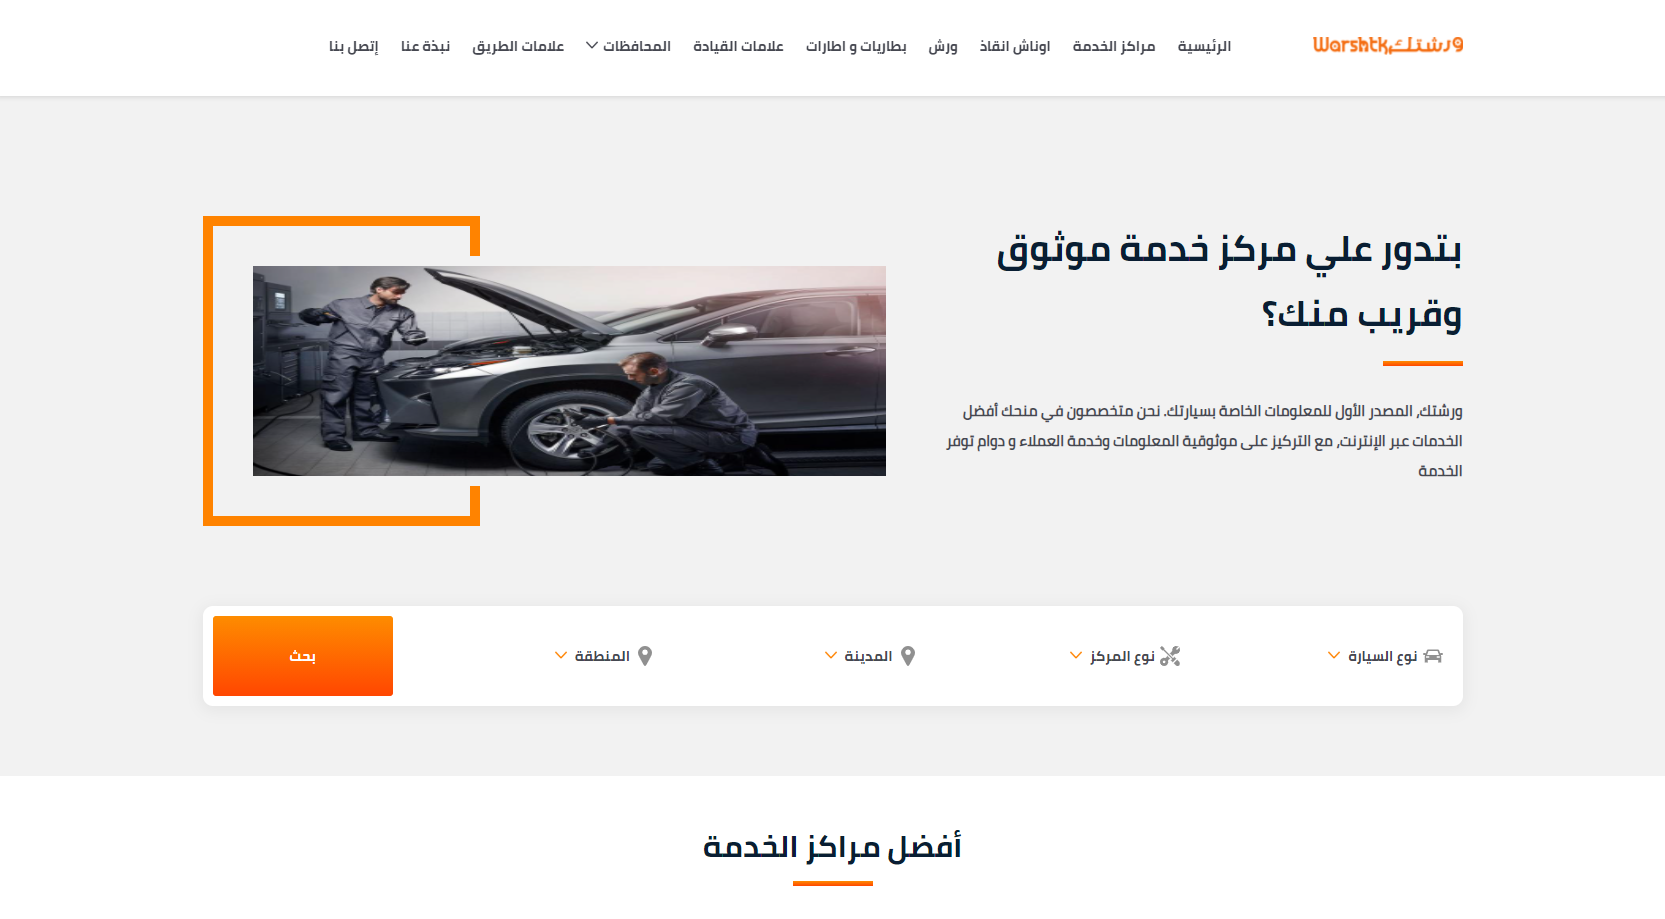 ورشتك Warshtk
الرئيسية مراكز الخدمة اوناش انقاذ ورش بطاريات و اطارات علامات القيادة المحافظات علامات الطريق نبذة عنا إتصل بنا
بتدور علي مركز خدمة موثوق
وقريب منك؟
ورشتك, المصدر الأول للمعلومات الخاصة بسيارتك. نحن متخصصون في منحك أفضل
الخدمات عبر الإنترنت, مع التركيز على موثوقية المعلومات وخدمة العملاء و دوام توفر
الخدمة
نوع السيارة نوع المركز المدينة المنطقة بحث
أفضل مراكز الخدمة